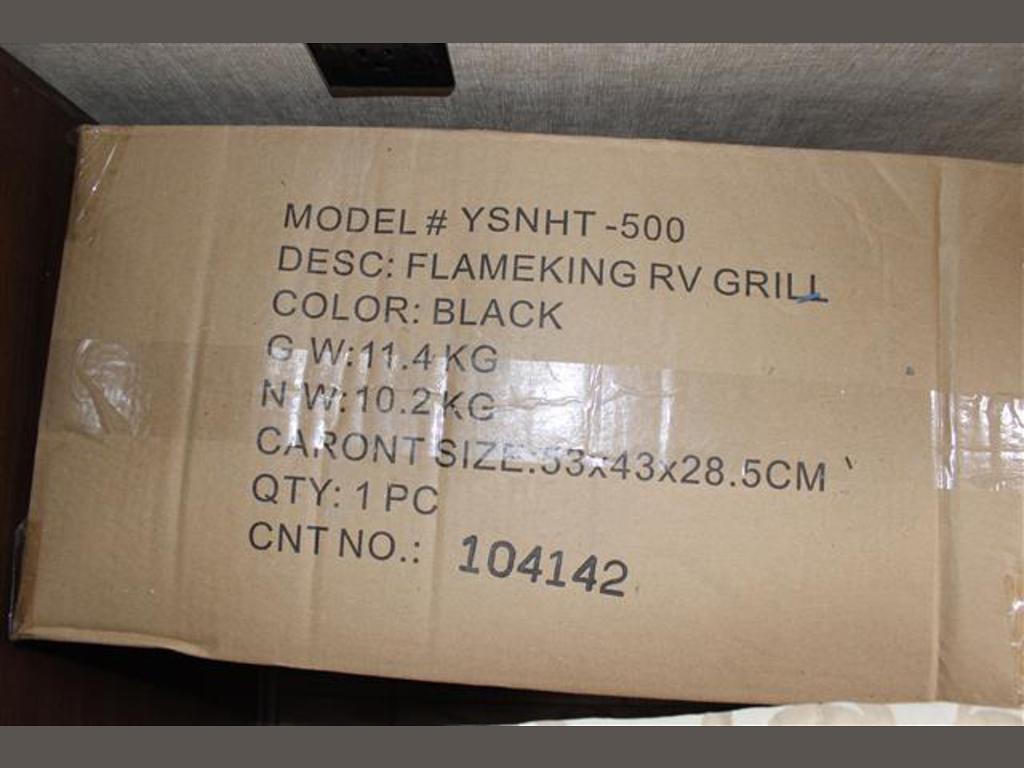 MODEL # YSNHT -500
DESC: FLAMEKING RV GRILL
COLOR: BLACK
G W:11.4 KG
N W:10.2 KG
CARONT SIZE:53x43x28.5CM
QTY: 1 PC
CNT NO.: 104142